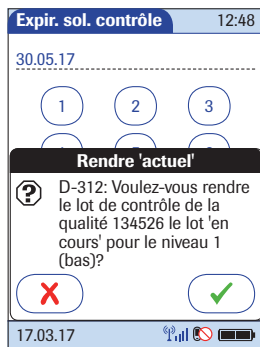 Expir. sol. contrôle 12:48
30.05.17
1 2 3
Rendre 'actuel'
D-312: Voulez-vous rendre
le lot de contrôle de la
qualité 134526 le lot 'en
cours' pour le niveau 1
(bas)?
17.03.17